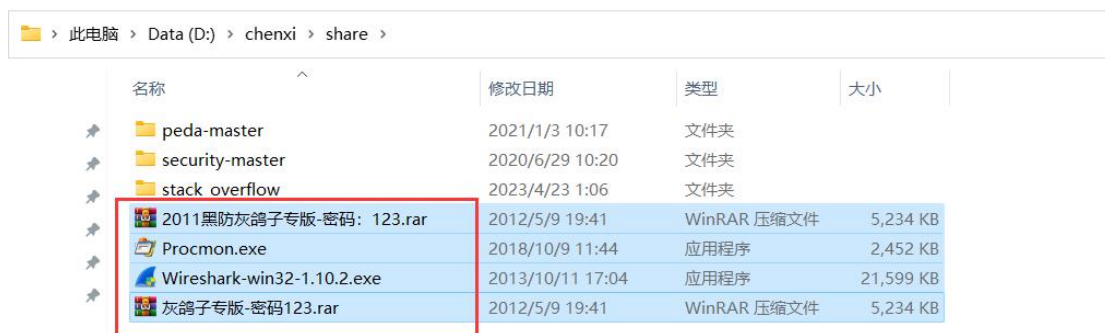 此电脑 > Data (D:) > chenxi > share >
名称 修改日期 类型 大小
peda-master 2021/1/3 10:17 文件夹
security-master 2020/6/29 10:20 文件夹
stack_overflow 2023/4/23 1:06 文件夹
2011黑防灰鸽子专版-密码：123.rar 2012/5/9 19:41 WinRAR 压缩文件 5,234 KB
Procmon.exe 2018/10/9 11:44 应用程序 2,452 KB
Wireshark-win32-1.10.2.exe 2013/10/11 17:04 应用程序 21,599 KB
灰鸽子专版-密码123.rar 2012/5/9 19:41 WinRAR 压缩文件 5,234 KB